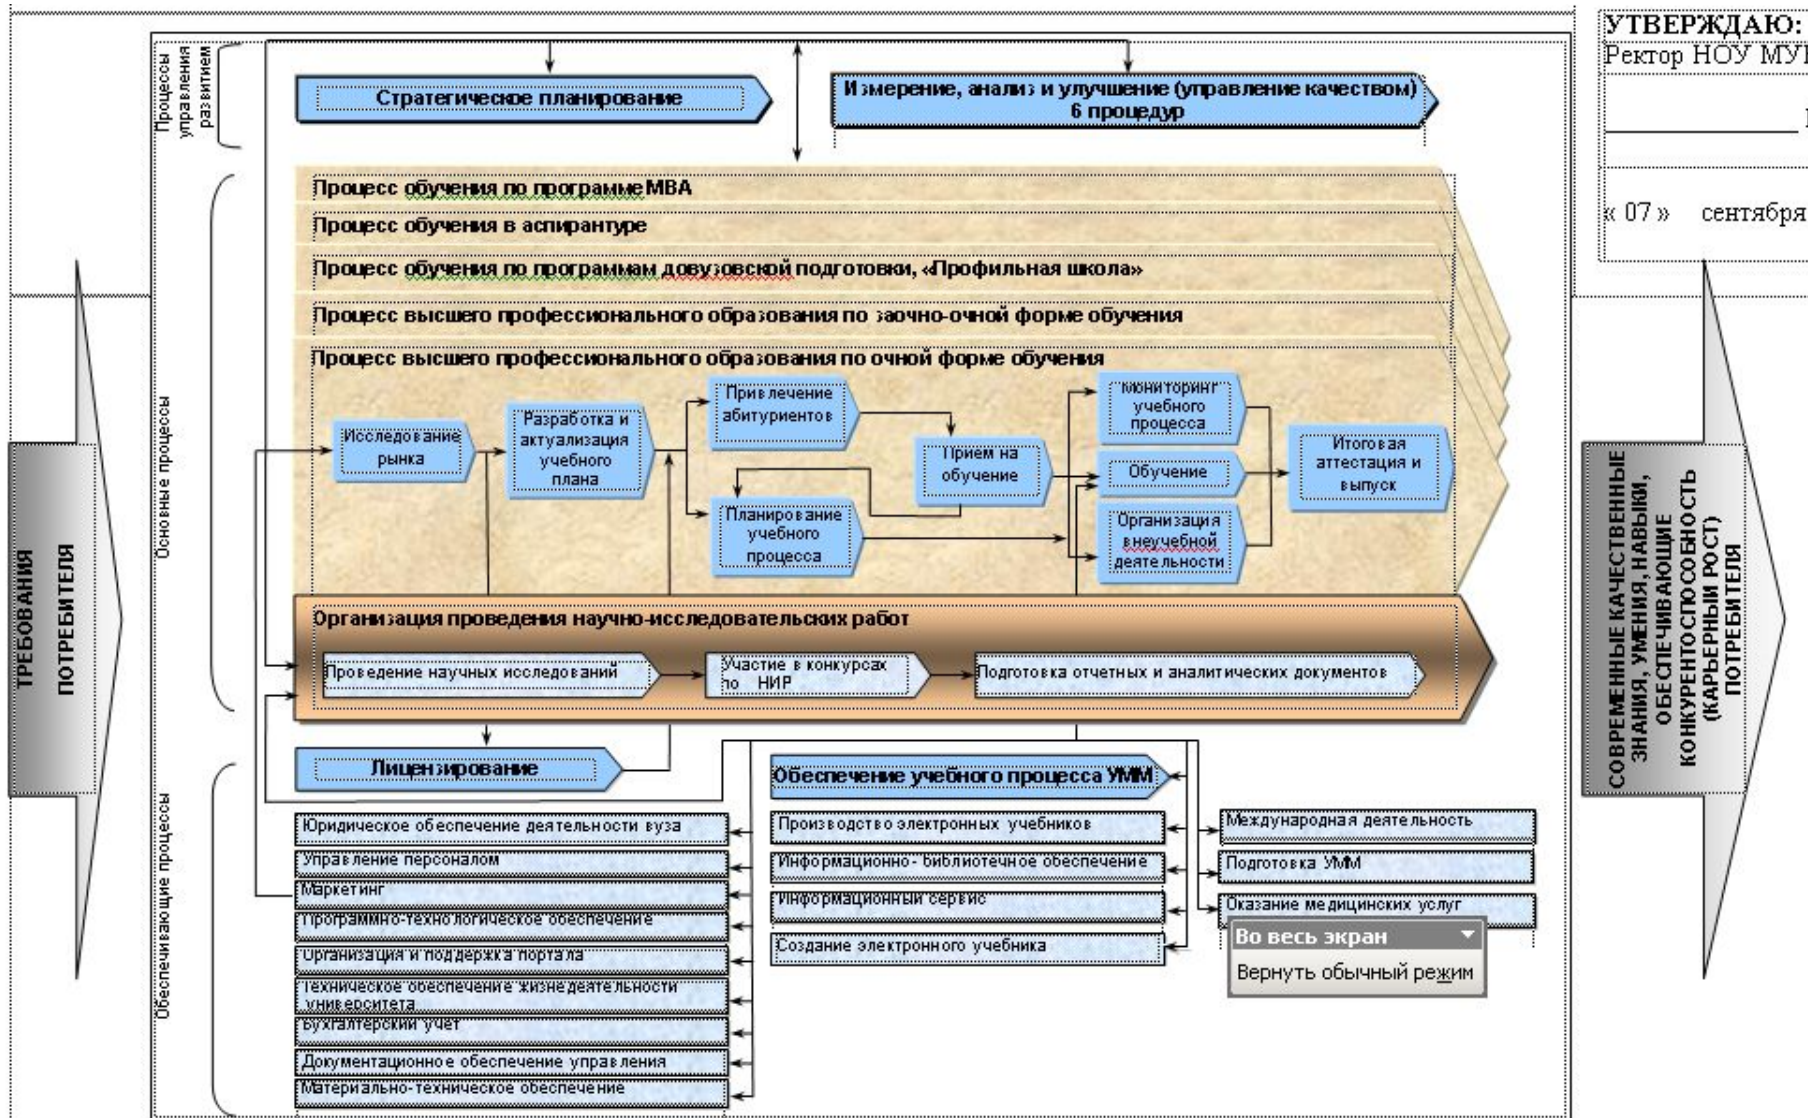 УТВЕРЖДАЮ:
Ректор НОУ
« 07 » сентября
Процессы
управления
развитием
Стратегическое планирование
Измерение, анализ и улучшение (управление качеством)
6 процедур
ТРЕБОВАНИЯ
ПОТРЕБИТЕЛЯ
Основные процессы
Процесс обучения по программе МВА
Процесс обучения в аспирантуре
Процесс обучения по программам довузовской подготовки, «Профильная школа»
Процесс высшего профессионального образования по заочно-очной форме обучения
Процесс высшего профессионального образования по очной форме обучения
Исследование
рынка
Разработка и
актуализация
учебного
плана
Привлечение
абитуриентов
Планирование
учебного
процесса
Прием на
обучение
Мониторинг
учебного
процесса
Обучение
Организация
внеучебной
деятельности
Итоговая
аттестация и
выпуск
Организация проведения научно-исследовательских работ
Проведение научных исследований
Участие в конкурсах
по НИР
Подготовка отчетных и аналитических документов
СОВРЕМЕННЫЕ КАЧЕСТВЕННЫЕ
ЗНАНИЯ, УМЕНИЯ, НАВЫКИ,
ОБЕСПЕЧИВАЮЩИЕ
КОНКУРЕНТОСПОСОБНОСТЬ
(КАРЬЕРНЫЙ РОСТ)
ПОТРЕБИТЕЛЯ
Обеспечивающие процессы
Лицензирование
Юридическое обеспечение деятельности вуза
Управление персоналом
Маркетинг
Программно-технологическое обеспечение
Организация и поддержка портала
Техническое обеспечение жизнедеятельности
университета
Бухгалтерский учет
Документационное обеспечение управления
Материально-техническое обеспечение
Обеспечение учебного процесса УММ
Производство электронных учебников
Информационно- библиотечное обеспечение
Информационный сервис
Создание электронного учебника
Международная деятельность
Подготовка УММ
Оказание медицинских услуг
Во весь экран
Вернуть обычный режим